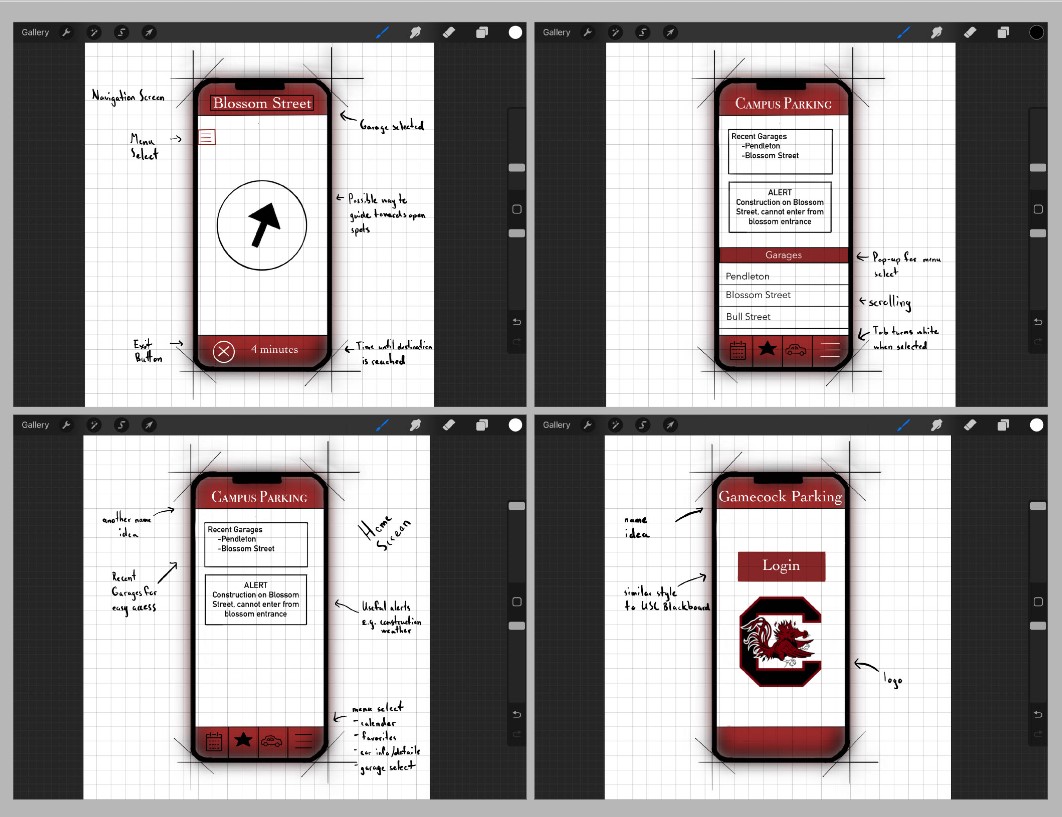 Gallery
Navigation Screen
Blossom Street
Garage selected
Menu
Select
Possible way to
guide towards open
spots
Exit
Button
4 minutes
Time until destination
is reached
Gallery
CAMPUS PARKING
Recent Garages
-Pendleton
-Blossom Street
ALERT
Construction on Blossom
Street, cannot enter from
blossom entrance
Garages
Pendleton
Blossom Street
Bull Street
Pop-up for menu
select
scrolling
Tab turns white
when selected
Gallery
CAMPUS PARKING
another name
idea
Home
Screen
Recent Garages
-Pendleton
-Blossom Street
Recent
Garages for
easy access
ALERT
Construction on Blossom
Street, cannot enter from
blossom entrance
Useful alerts
e.g. construction
weather
menu select
- calendar
- favorites
- car info/details
- garage select
Gallery
Gamecock Parking
name
idea
Login
similar style
to USC Blackboard
logo